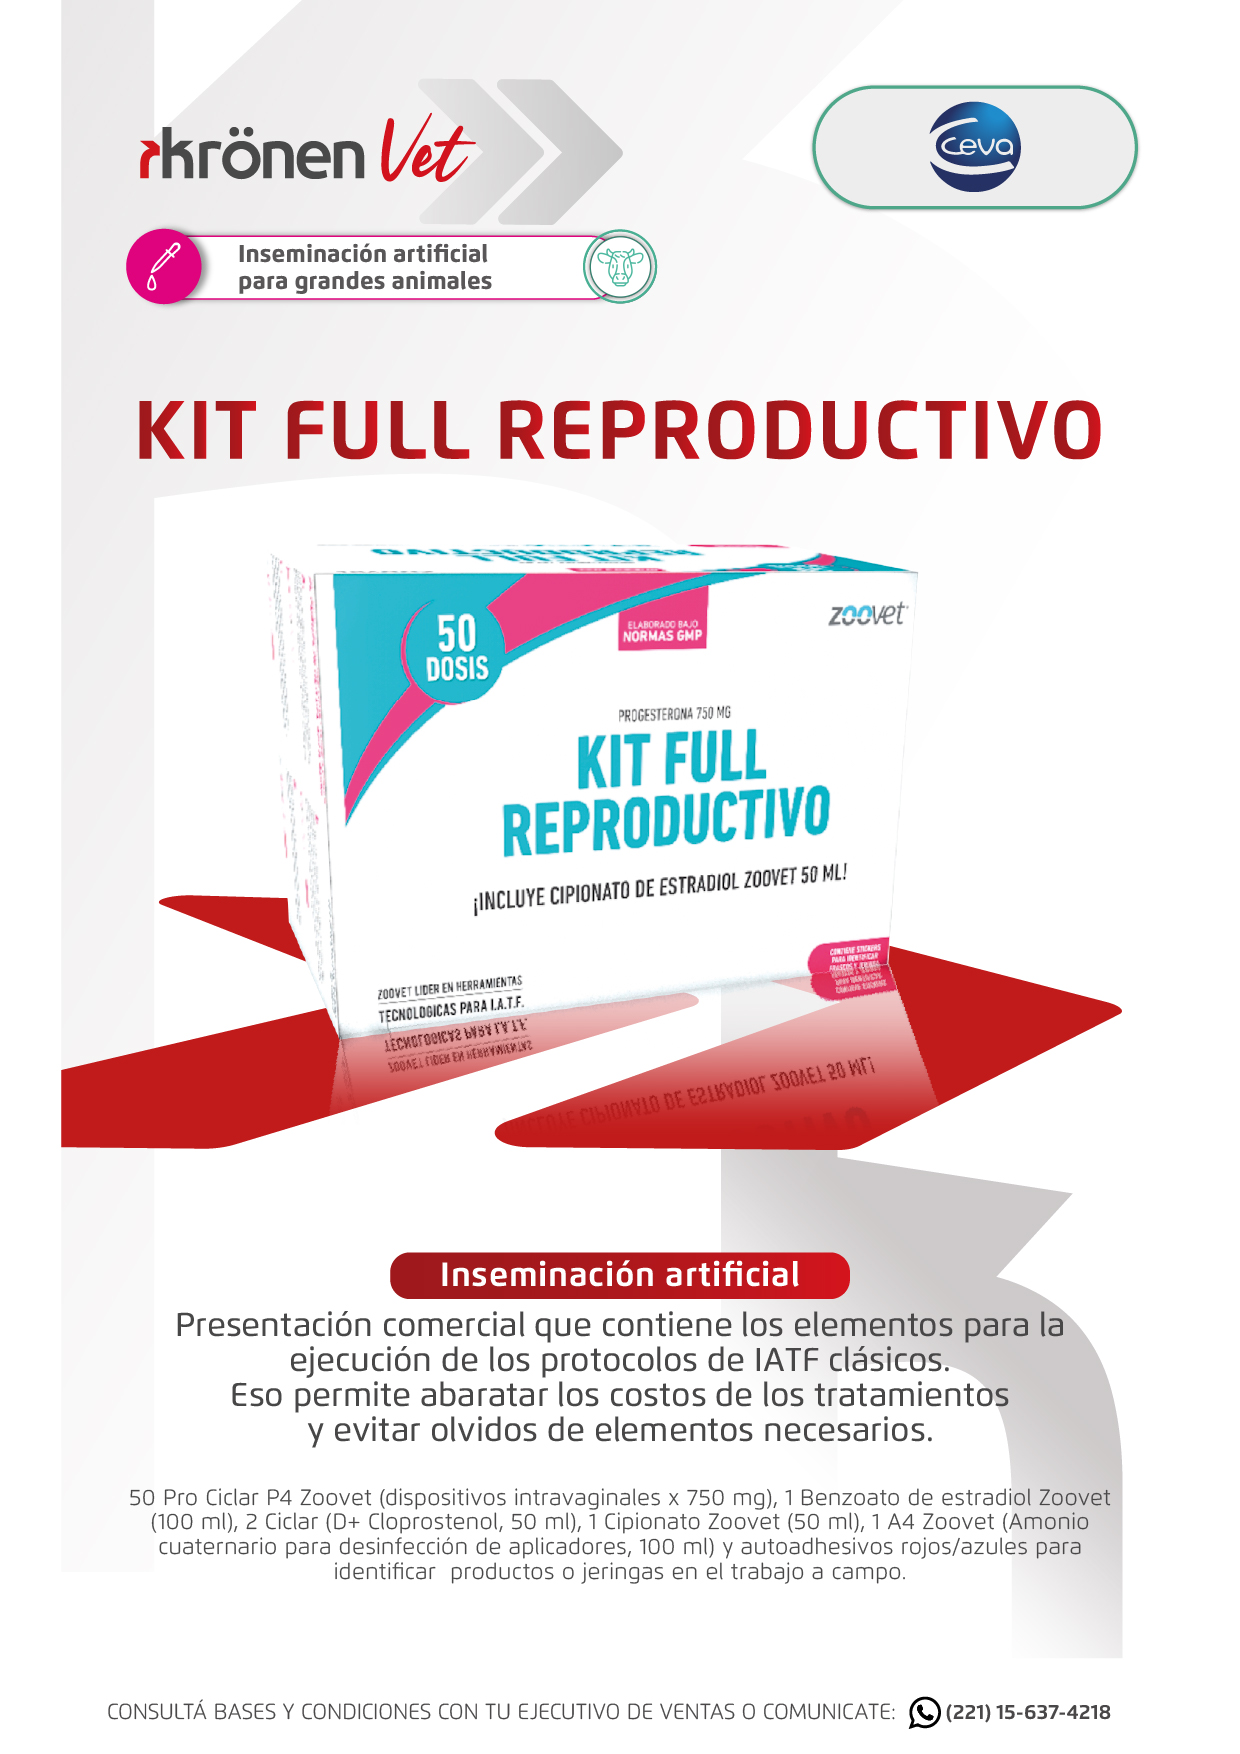 krönen Vet
ceva
Inseminación artificial
para grandes animales
KIT FULL REPRODUCTIVO
50
DOSIS
ELABORADO BAJO
NORMAS GMP
zoovet
PROGESTERONA 750 MG
KIT FULL
REPRODUCTIVO
¡INCLUYE CIPIONATO DE ESTRADIOL ZOOVET 50 ML!
CONTIENE STICKERS
PARA IDENTIFICAR
FRASCOS Y JERINGAS
ZOOVET LIDER EN HERRAMIENTAS
TECNOLOGICAS PARA I.A.T.F.
Inseminación artificial
Presentación comercial que contiene los elementos para la
ejecución de los protocolos de IATF clásicos.
Eso permite abaratar los costos de los tratamientos
y evitar olvidos de elementos necesarios.
50 Pro Ciclar P4 Zoovet (dispositivos intravaginales x 750 mg), 1 Benzoato de estradiol Zoovet
(100 ml), 2 Ciclar (D+ Cloprostenol, 50 ml), 1 Cipionato Zoovet (50 ml), 1 A4 Zoovet (Amonio
cuaternario para desinfección de aplicadores, 100 ml) y autoadhesivos rojos/azules para
identificar productos o jeringas en el trabajo a campo.
CONSULTÁ BASES Y CONDICIONES CON TU EJECUTIVO DE VENTAS O COMUNICATE: (221) 15-637-4218